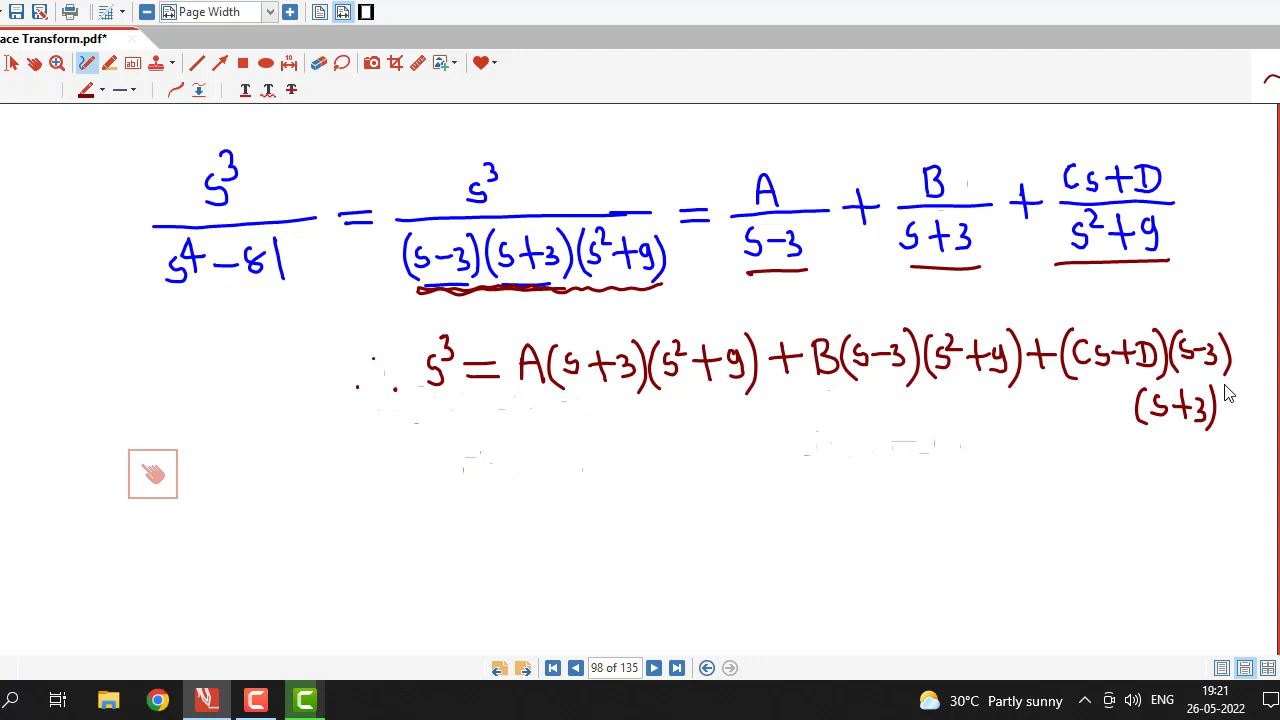 Page Width
ace Transform.pdf*
s³/(s⁴-81) = s³/((s-3)(s+3)(s²+9)) = A/(s-3) + B/(s+3) + (Cs+D)/(s²+9)
∴ s³ = A(s+3)(s²+9) + B(s-3)(s²+9) + (Cs+D)(s-3)
(s+3)
98 of 135
30°C Partly sunny
ENG
19:21
26-05-2022